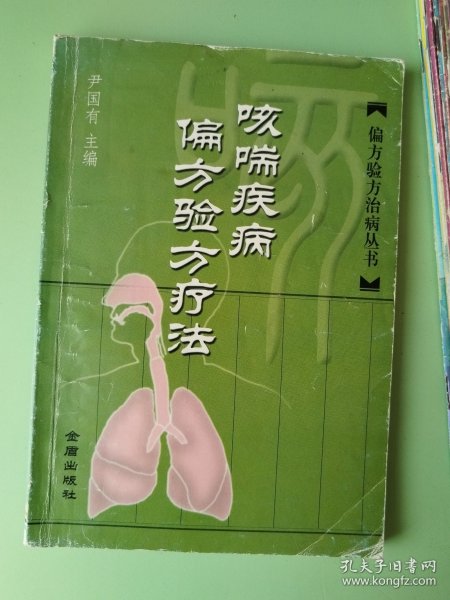 【偏方验方治病丛书】
咳喘疾病
偏方验方疗法
尹国有 主编
金盾出版社
孔夫子旧书网
www.kongfz.com